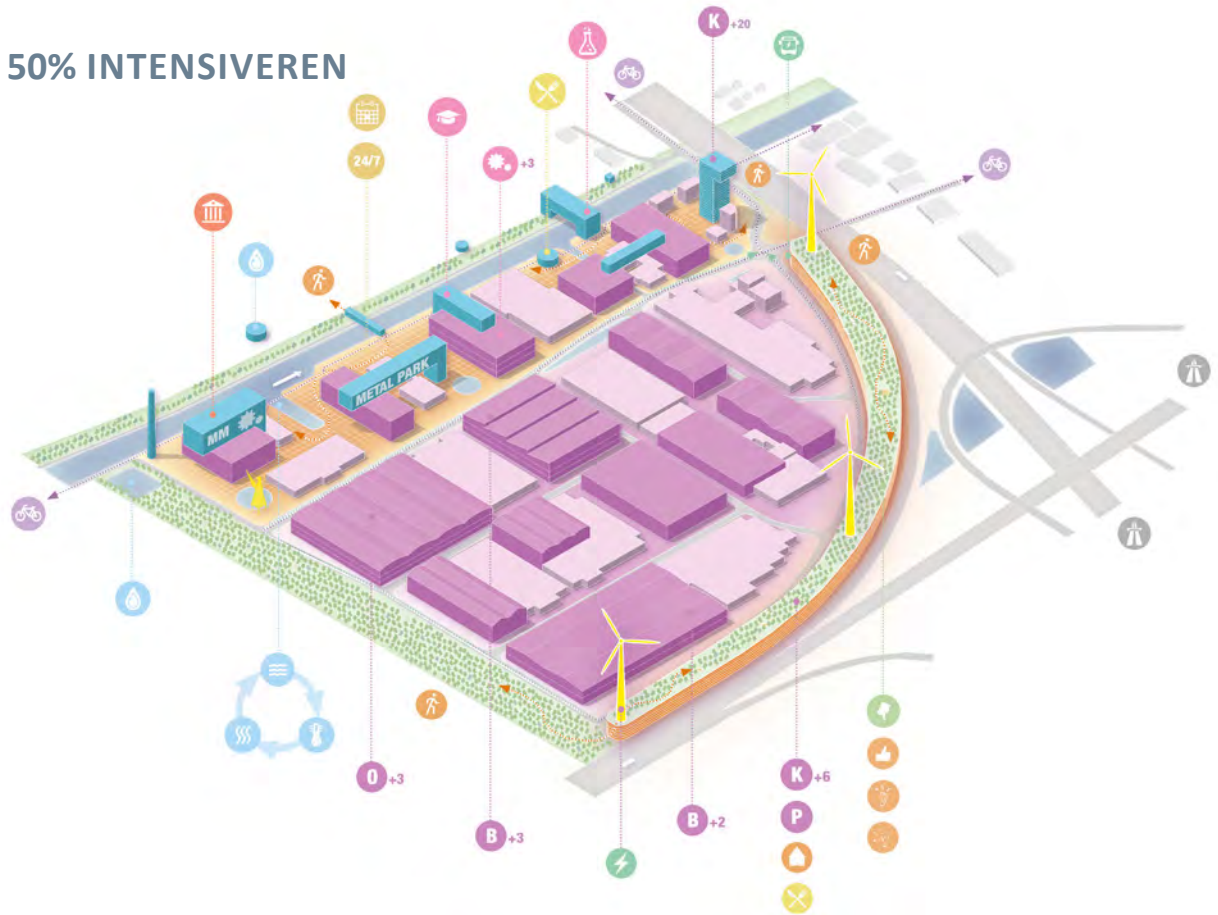 50% INTENSIVEREN
K +20
24/7
+3
METAL PARK
MM
O +3
B +3
B +2
K +6
P